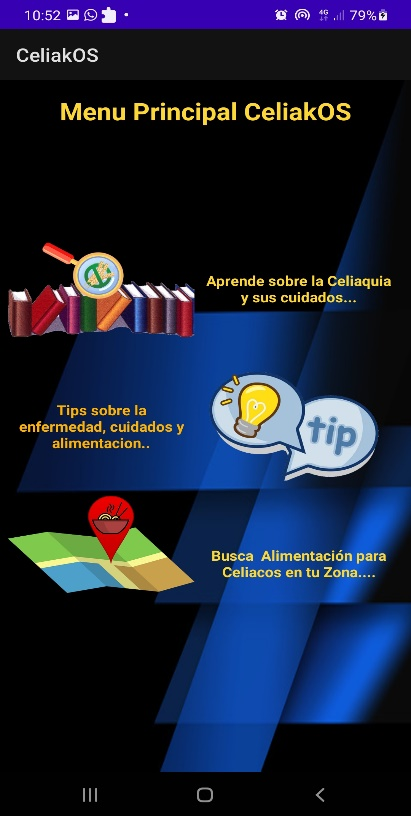 10:52
4G
79%
CeliakOS
Menu Principal CeliakOS
Aprende sobre la Celiaquia
y sus cuidados...
Tips sobre la
enfermedad, cuidados y
alimentacion..
tip
Busca  Alimentación para
Celiacos en tu Zona....